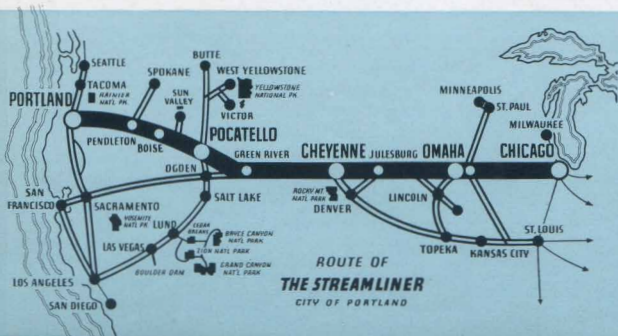 SEATTLE
TACOMA
RAINIER
NATL PK.
PORTLAND
SPOKANE
BUTTE
WEST YELLOWSTONE
YELLOWSTONE
NATIONAL PK.
SUN
VALLEY
VICTOR
PENDLETON
BOISE
POCATELLO
MINNEAPOLIS
ST. PAUL
MILWAUKEE
OGDEN
GREEN RIVER
CHEYENNE
JULESBURG
OMAHA
CHICAGO
SAN
FRANCISCO
SACRAMENTO
SALT LAKE
ROCKY MT.
NATL PARK
DENVER
LINCOLN
YOSEMITE
NATL PK.
LUND
CEDAR
BREAKS
BRYCE CANYON
NATL PARK
ZION NATL PARK
GRAND CANYON
NAT'L PARK
LAS VEGAS
BOULDER DAM
TOPEKA
KANSAS CITY
ST. LOUIS
LOS ANGELES
SAN DIEGO
ROUTE OF
THE STREAMLINER
CITY OF PORTLAND